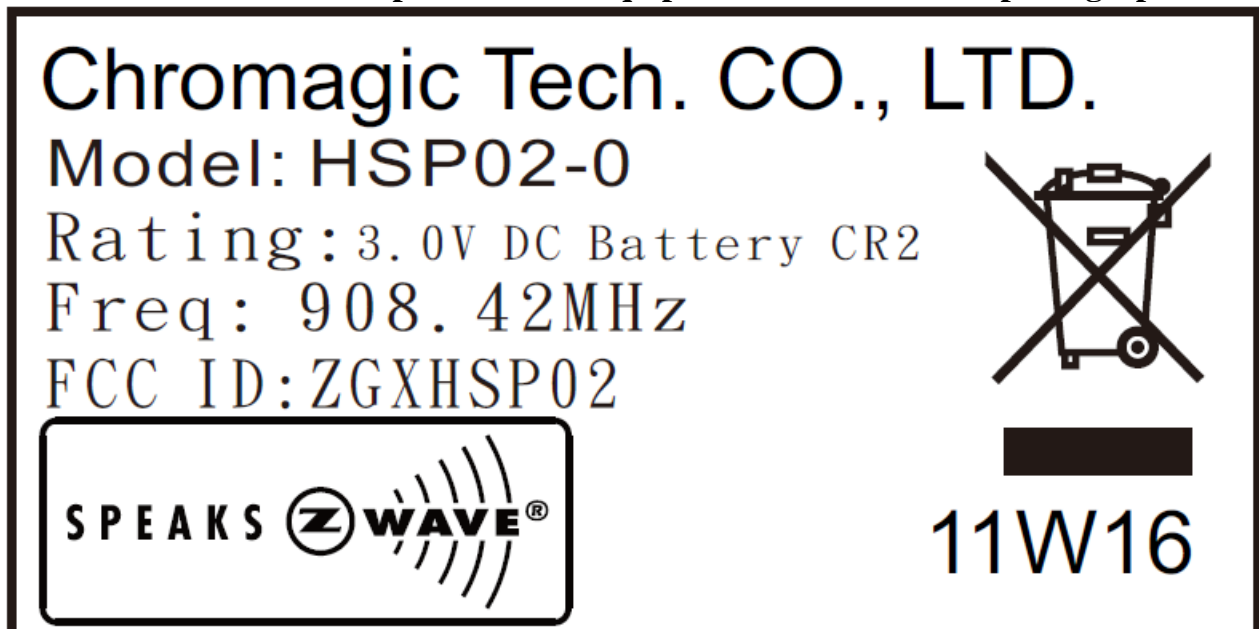 Chromagic Tech. CO., LTD.
Model: HSP02-0
Rating:3.0V DC Battery CR2
Freq: 908.42MHz
FCC ID:ZGXHSP02
SPEAKS Z WAVE®
11W16